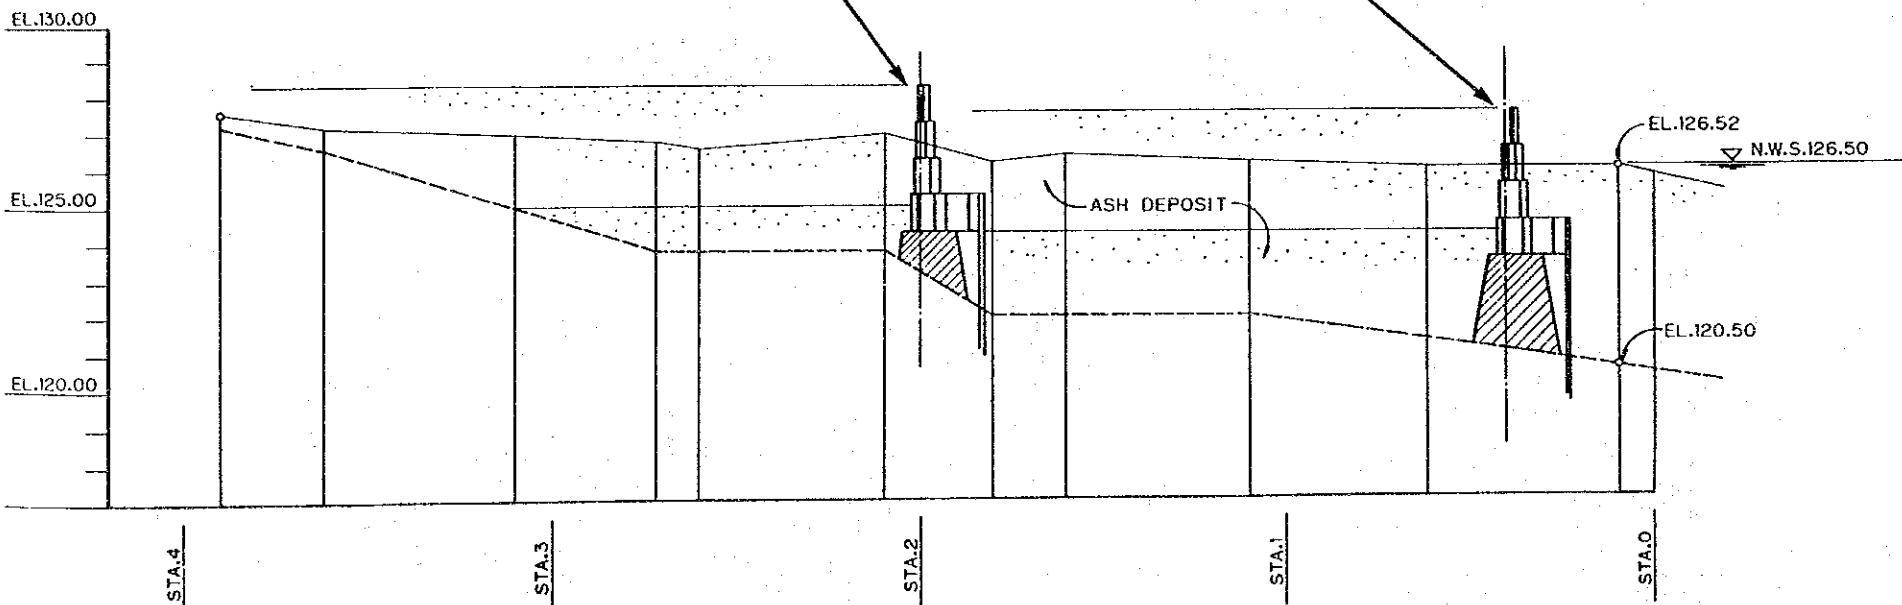 EL.130.00
EL.126.52
N.W.S.126.50
EL.125.00
ASH DEPOSIT
EL.120.50
EL.120.00
STA.4
STA.3
STA.2
STA.1
STA.0